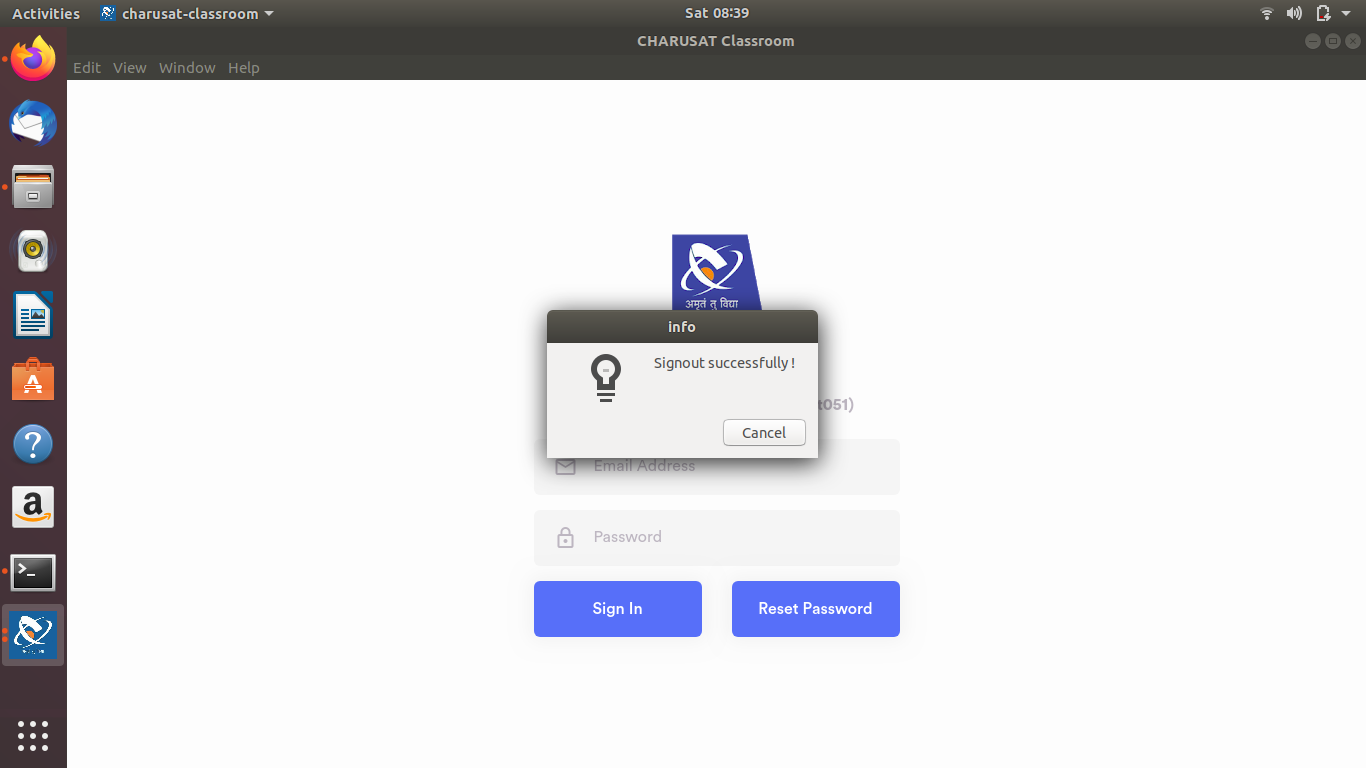 Activities charusat-classroom Sat 08:39
CHARUSAT Classroom
Edit View Window Help
अमृतं तु विद्या
info
Signout successfully !
t051)
Cancel
Email Address
Password
Sign In Reset Password